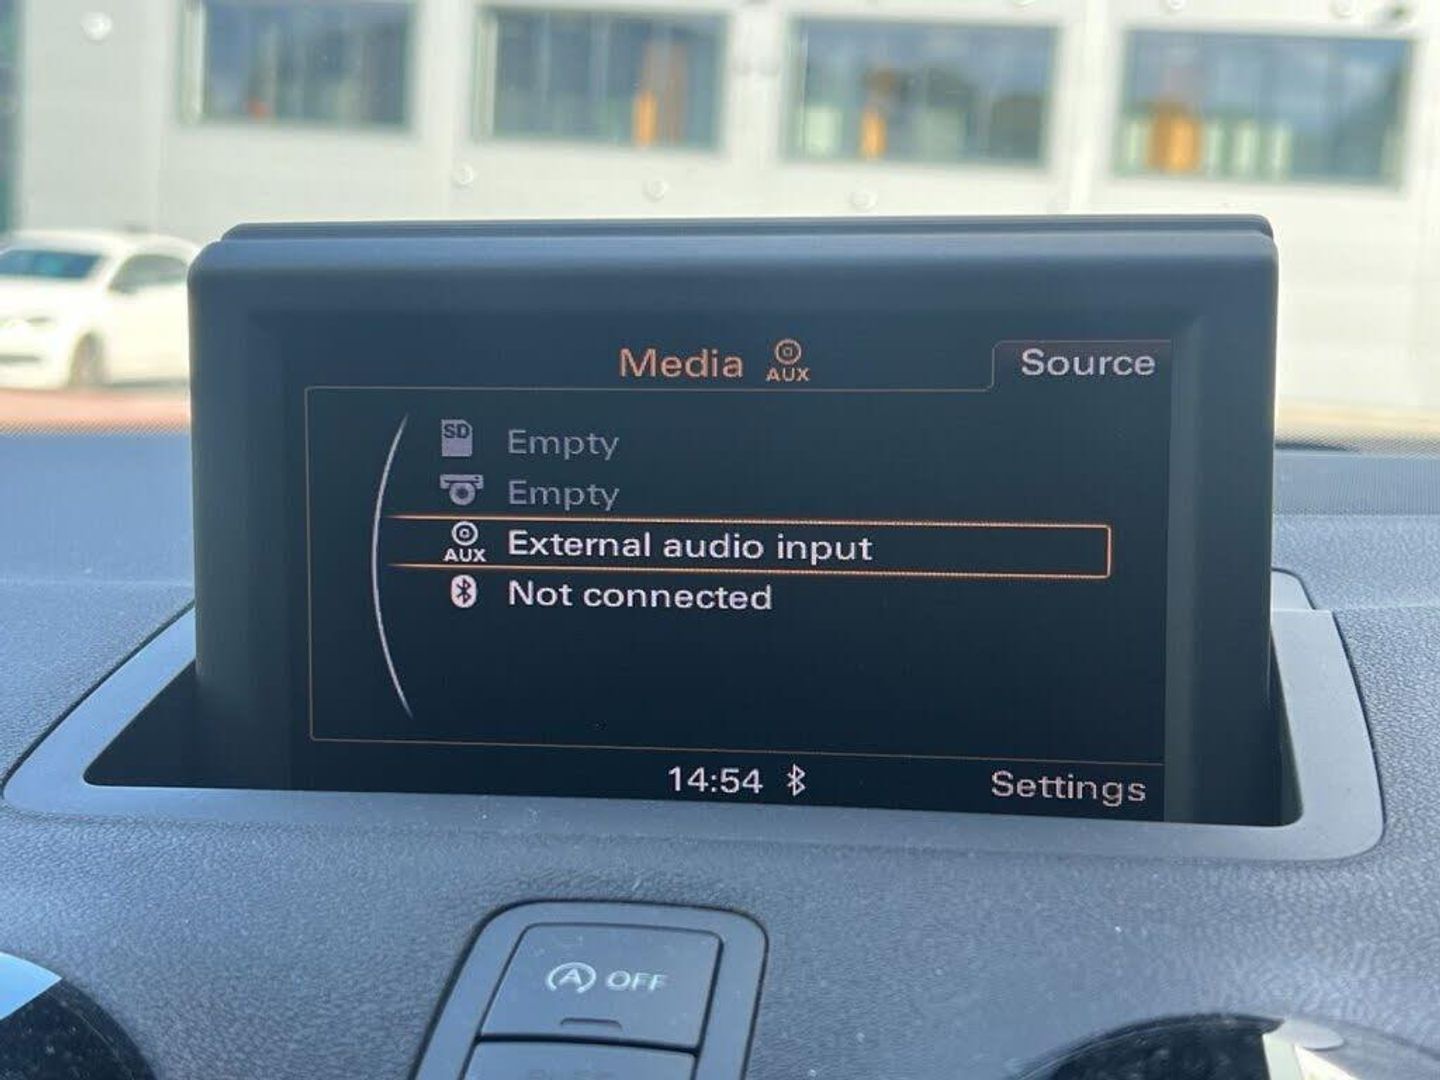 Media AUX Source
SD Empty
Empty
AUX External audio input
Not connected
14:54 Settings
A OFF